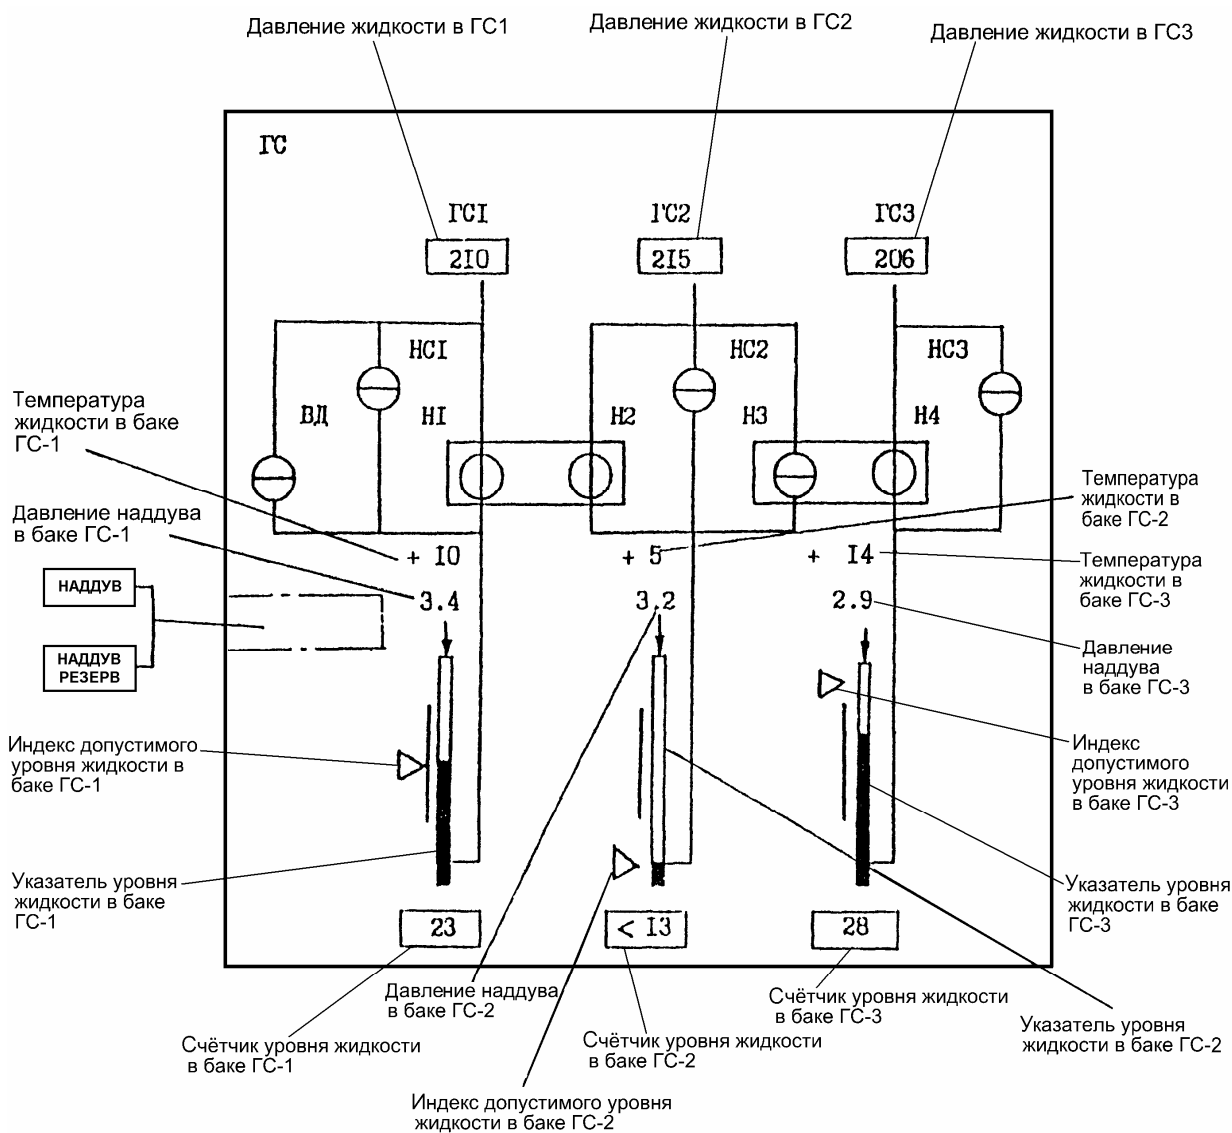 Давление жидкости в ГС1
Давление жидкости в ГС2
Давление жидкости в ГС3
ГС
ГС1
ГС2
ГС3
210
215
206
НС1
НС2
НС3
Температура
жидкости в баке
ГС-1
ВД
Н1
Н2
Н3
Н4
Давление наддува
в баке ГС-1
Температура
жидкости в
баке ГС-2
+ 10
+ 5
+ 14
Температура
жидкости в
баке ГС-3
НАДДУВ
3.4
3.2
2.9
НАДДУВ
РЕЗЕРВ
Давление
наддува
в баке ГС-3
Индекс допустимого
уровня жидкости в
баке ГС-1
Индекс
допустимого
уровня жидкости
в баке ГС-3
Указатель уровня
жидкости в баке
ГС-1
Указатель уровня
жидкости в баке
ГС-3
23
< 13
28
Давление наддува
в баке ГС-2
Счётчик уровня жидкости
в баке ГС-3
Указатель уровня
жидкости в баке ГС-2
Счётчик уровня жидкости
в баке ГС-1
Счётчик уровня жидкости
в баке ГС-2
Индекс допустимого уровня
жидкости в баке ГС-2